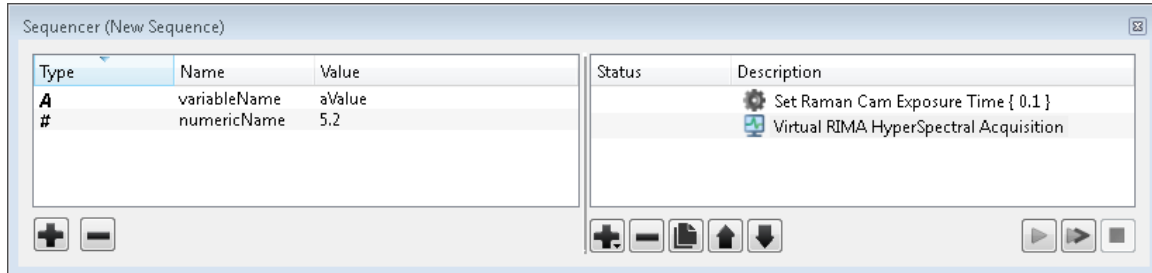 Sequencer (New Sequence)
Type Name Value Status Description
A variableName aValue Set Raman Cam Exposure Time { 0.1 }
# numericName 5.2 Virtual RIMA HyperSpectral Acquisition